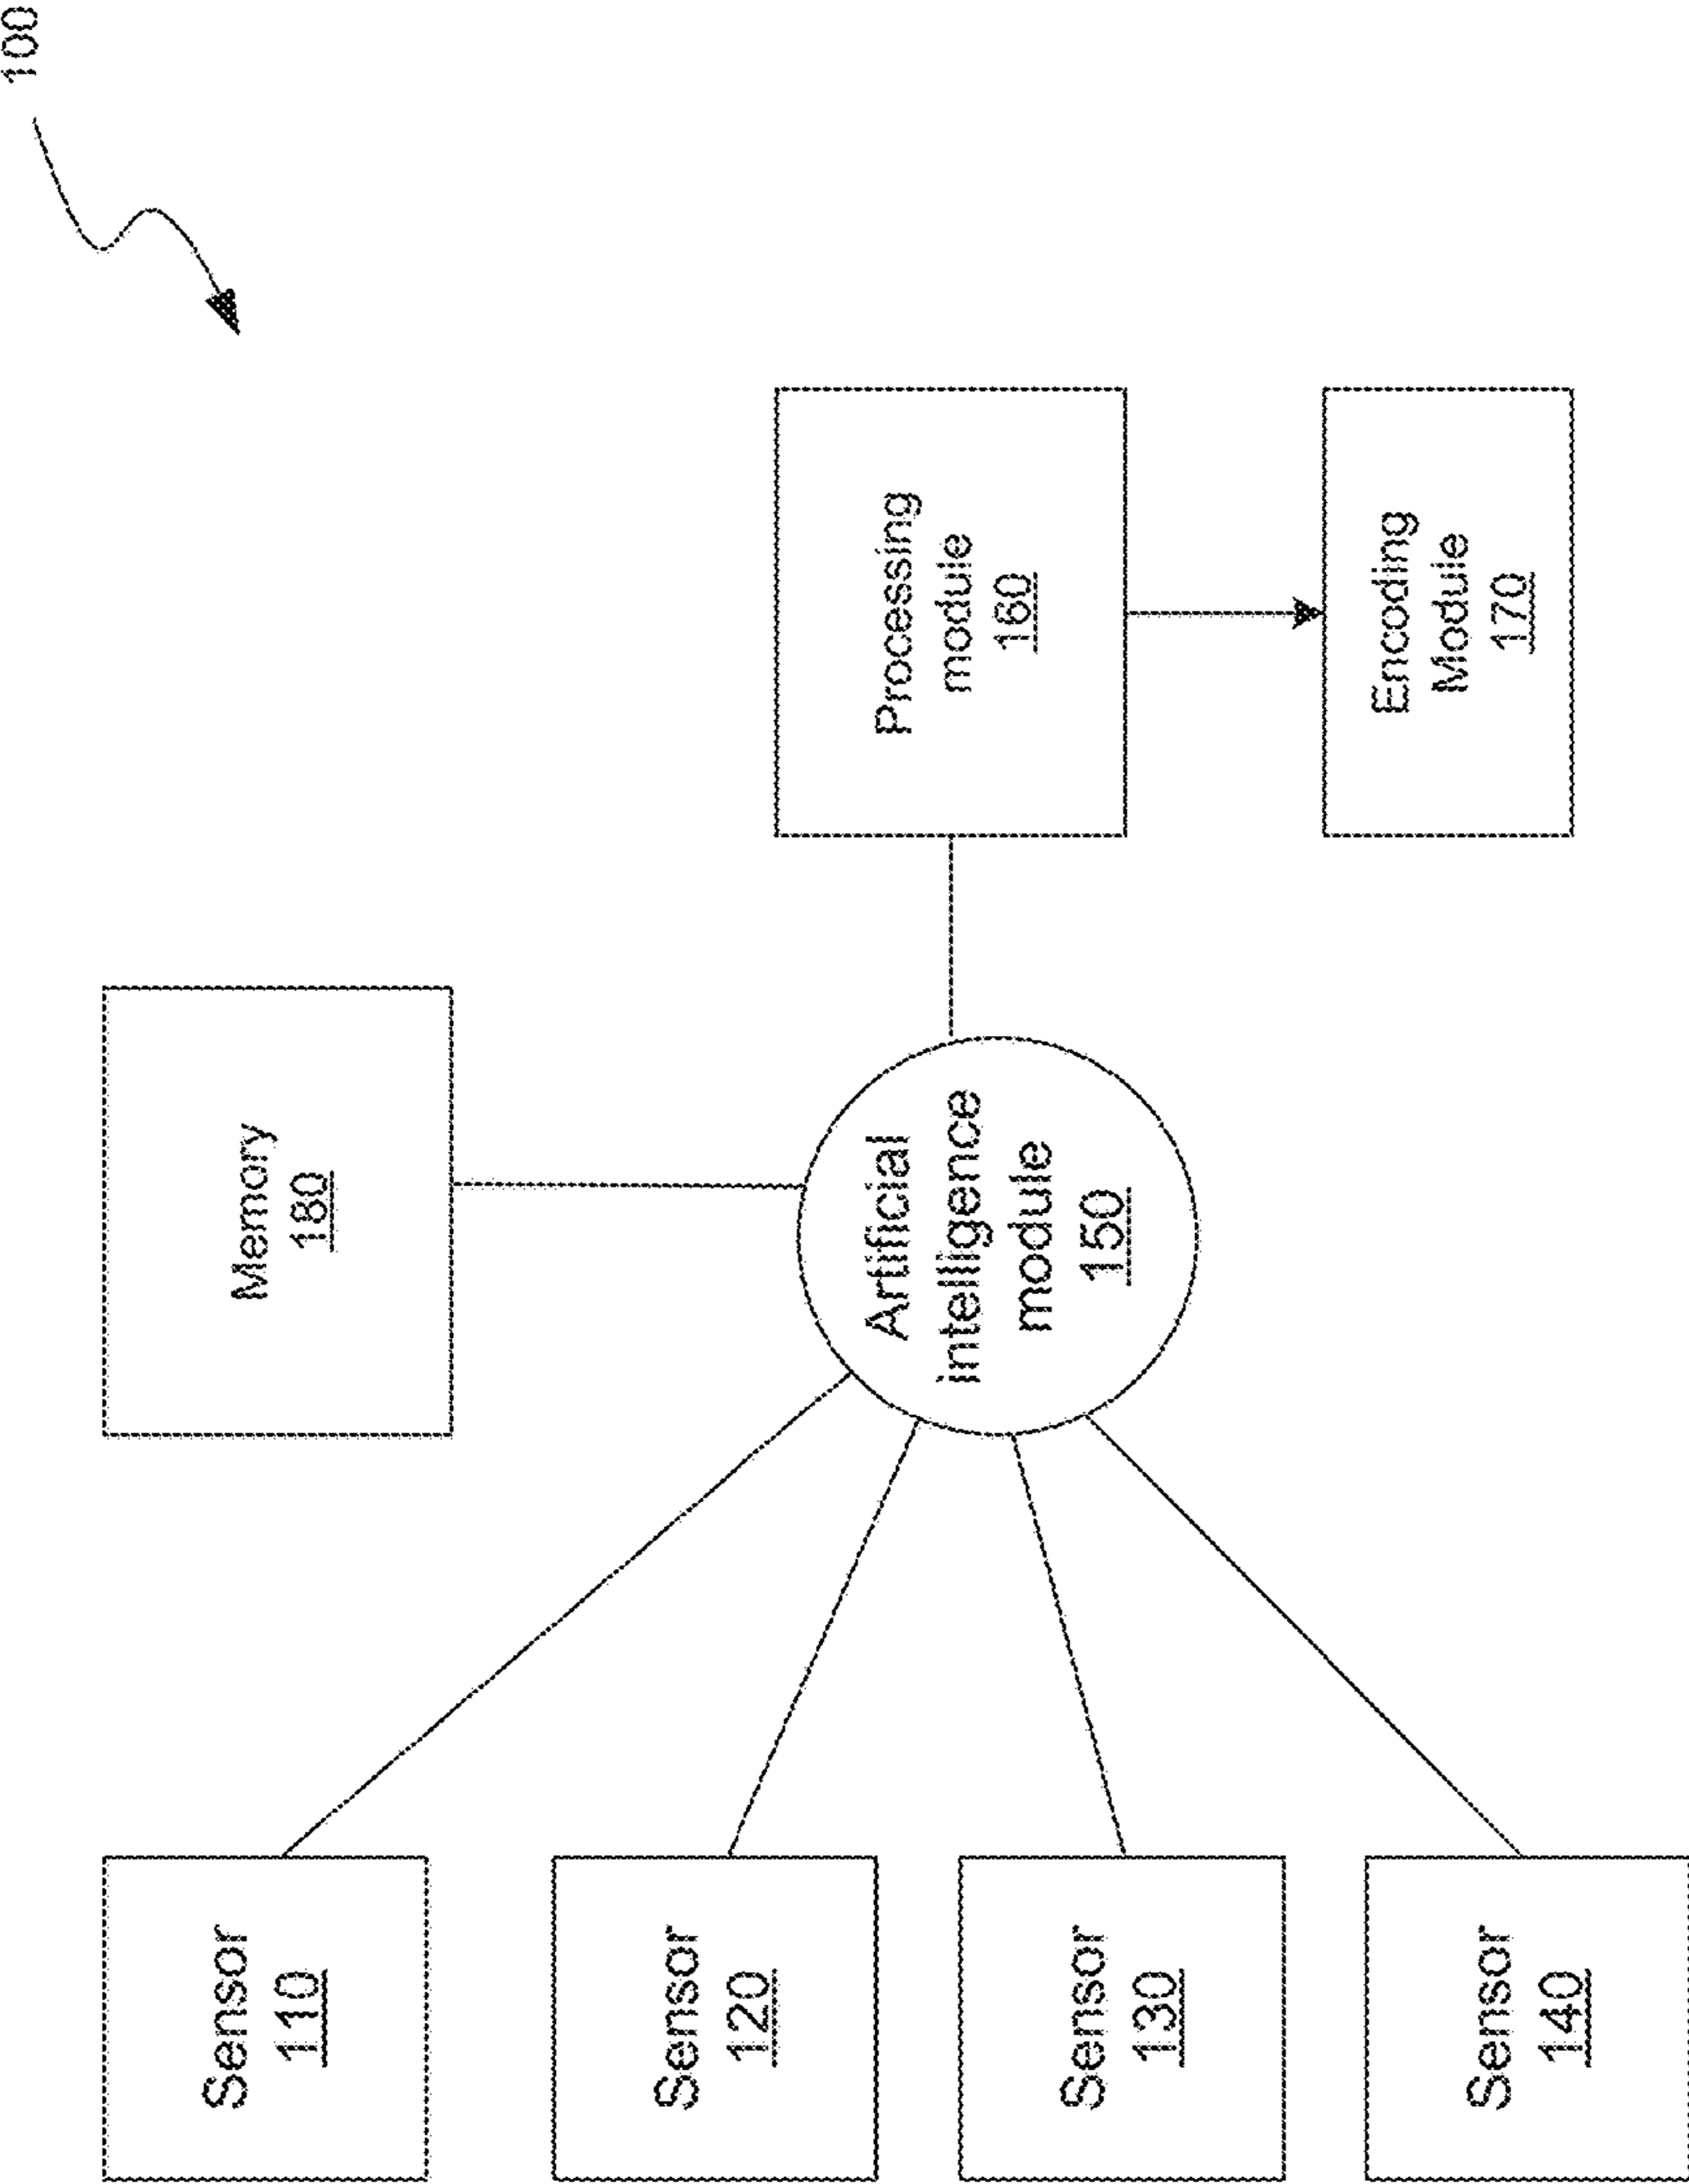 100
Memory
180
Processing
module
160
Encoding
Module
170
Artificial
intelligence
module
150
Sensor
110
Sensor
120
Sensor
130
Sensor
140